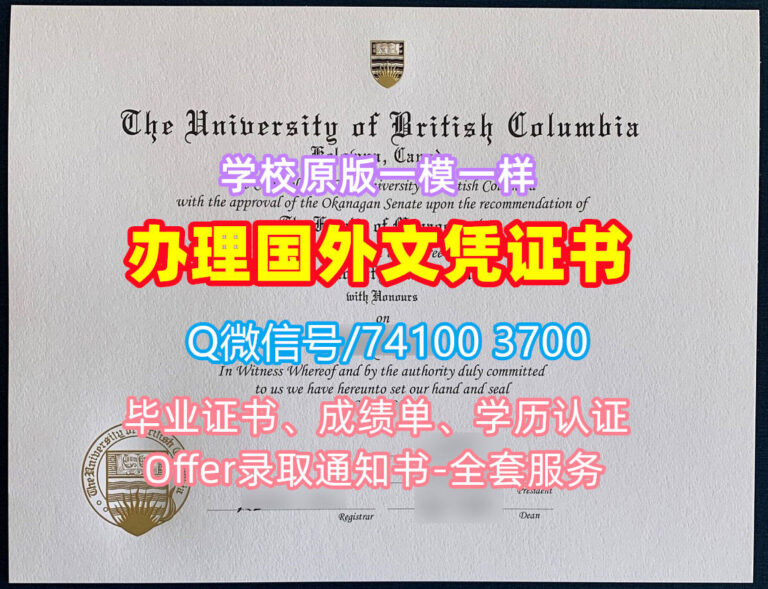 The University of British Columbia
学校原版一模一样
with the approval of the Okanagan Senate upon the recommendation of
办理国外文凭证书
with Honours
on
Q微信号/74100 3700
In Witness Whereof and by the authority duly committed
to us we have hereunto set our hand and seal
毕业证书、成绩单、学历认证
Offer录取通知书-全套服务
The University of British
President
Registrar
Dean